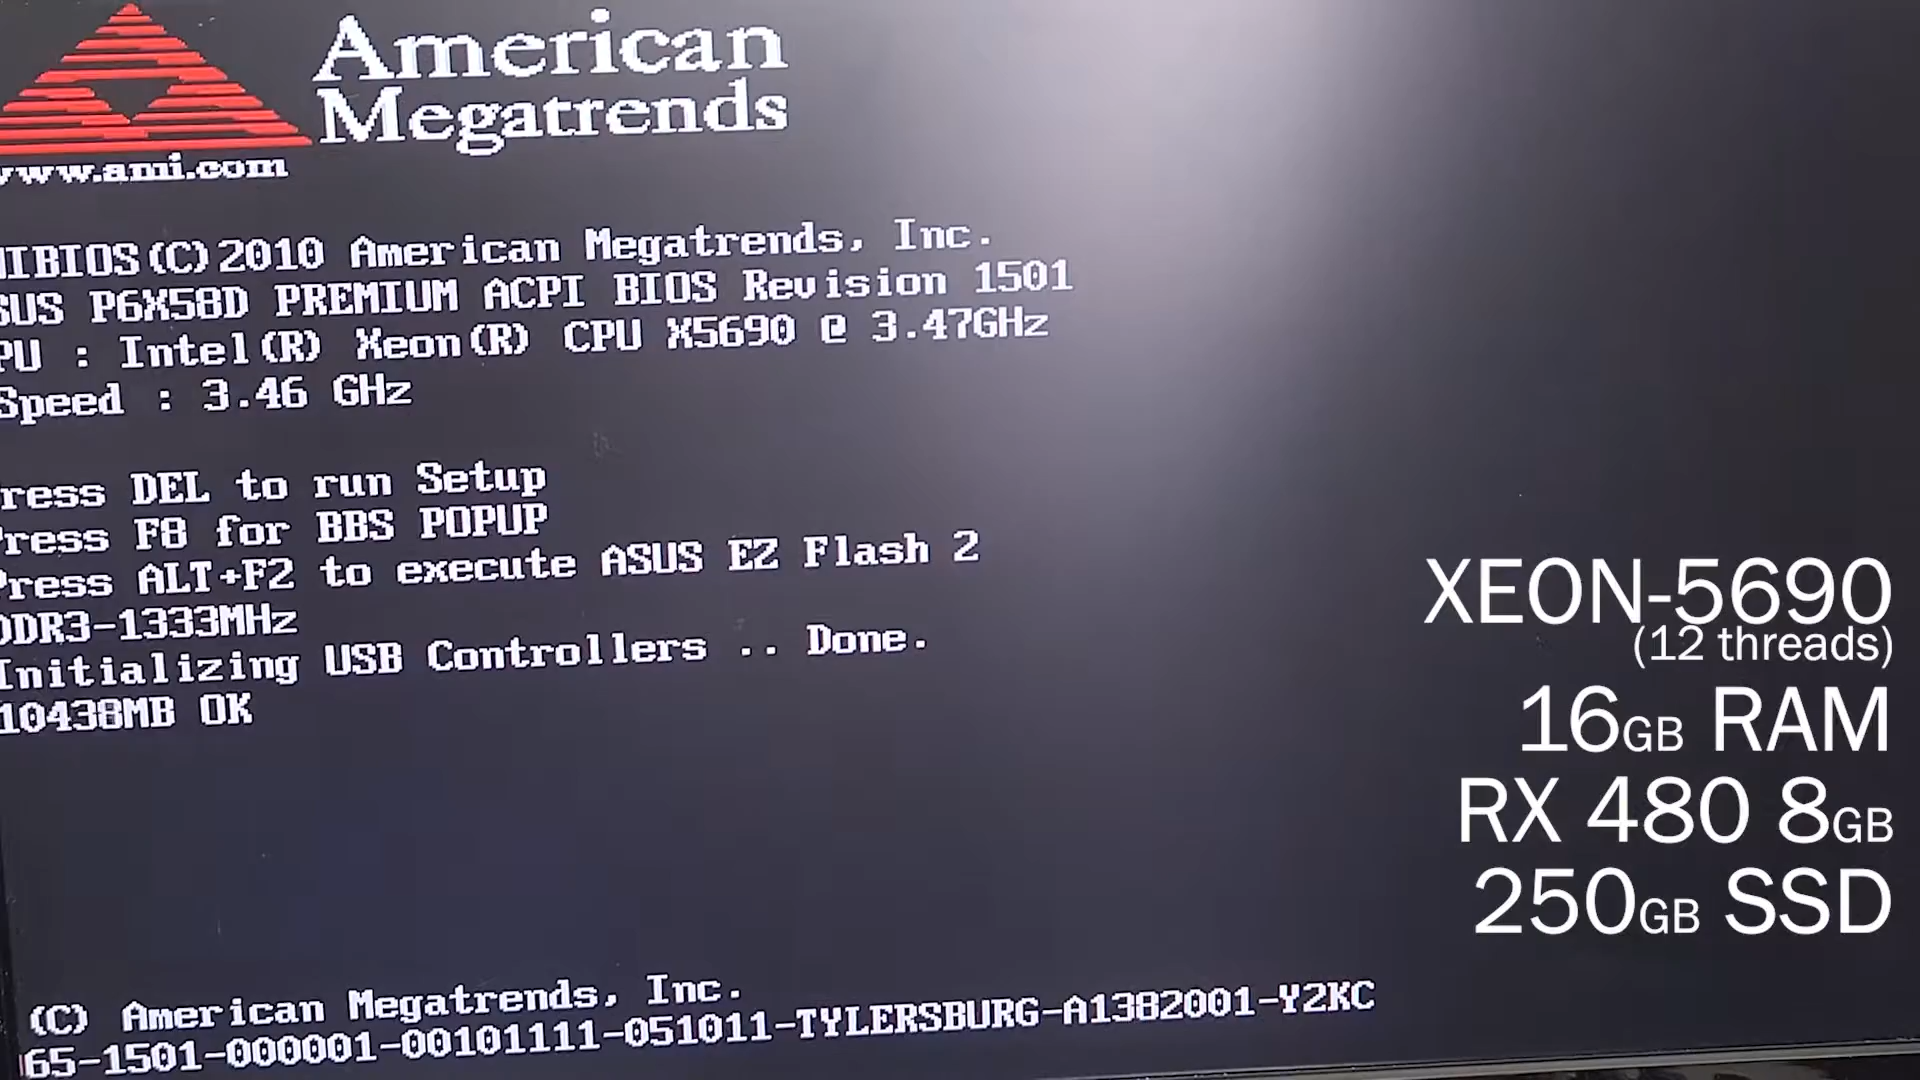 American
Megatrends
www.ami.com
MIBIOS(C)2010 American Megatrends, Inc.
SUS P6X58D PREMIUM ACPI BIOS Revision 1501
PU : Intel(R) Xeon(R) CPU X5690 @ 3.47GHz
Speed : 3.46 GHz
ress DEL to run Setup
Press F8 for BBS POPUP
Press ALT+F2 to execute ASUS EZ Flash 2
DDR3-1333MHz
Initializing USB Controllers .. Done.
10438MB OK
(C) American Megatrends, Inc.
65-1501-000001-00101111-051011-TYLERSBURG-A1382001-Y2KC
XEON-5690
(12 threads)
16GB RAM
RX 480 8GB
250GB SSD